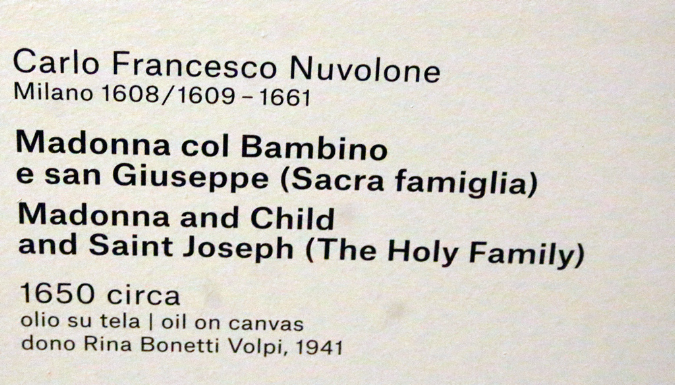 Carlo Francesco Nuvolone
Milano 1608/1609 – 1661
Madonna col Bambino
e san Giuseppe (Sacra famiglia)
Madonna and Child
and Saint Joseph (The Holy Family)
1650 circa
olio su tela | oil on canvas
dono Rina Bonetti Volpi, 1941